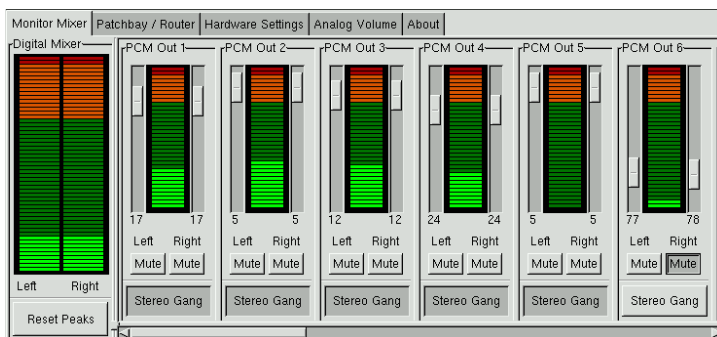 Monitor Mixer Patchbay / Router Hardware Settings Analog Volume About
Digital Mixer PCM Out 1 PCM Out 2 PCM Out 3 PCM Out 4 PCM Out 5 PCM Out 6
17 17 5 5 12 12 24 24 5 5 77 78
Left Right Left Right Left Right Left Right Left Right Left Right
Mute Mute Mute Mute Mute Mute Mute Mute Mute Mute Mute Mute
Left Right
Stereo Gang Stereo Gang Stereo Gang Stereo Gang Stereo Gang Stereo Gang
Reset Peaks